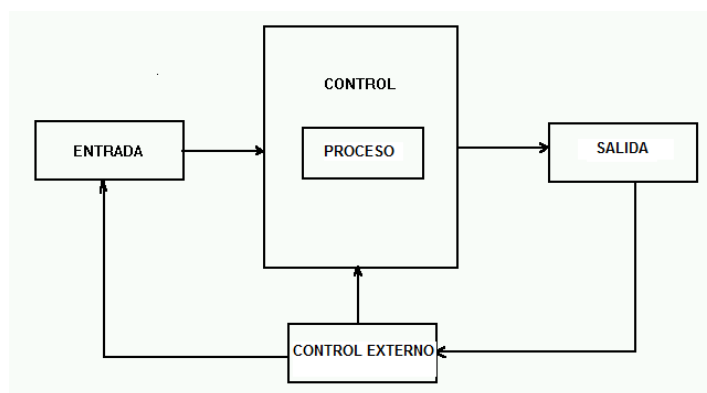 CONTROL
ENTRADA
PROCESO
SALIDA
CONTROL EXTERNO